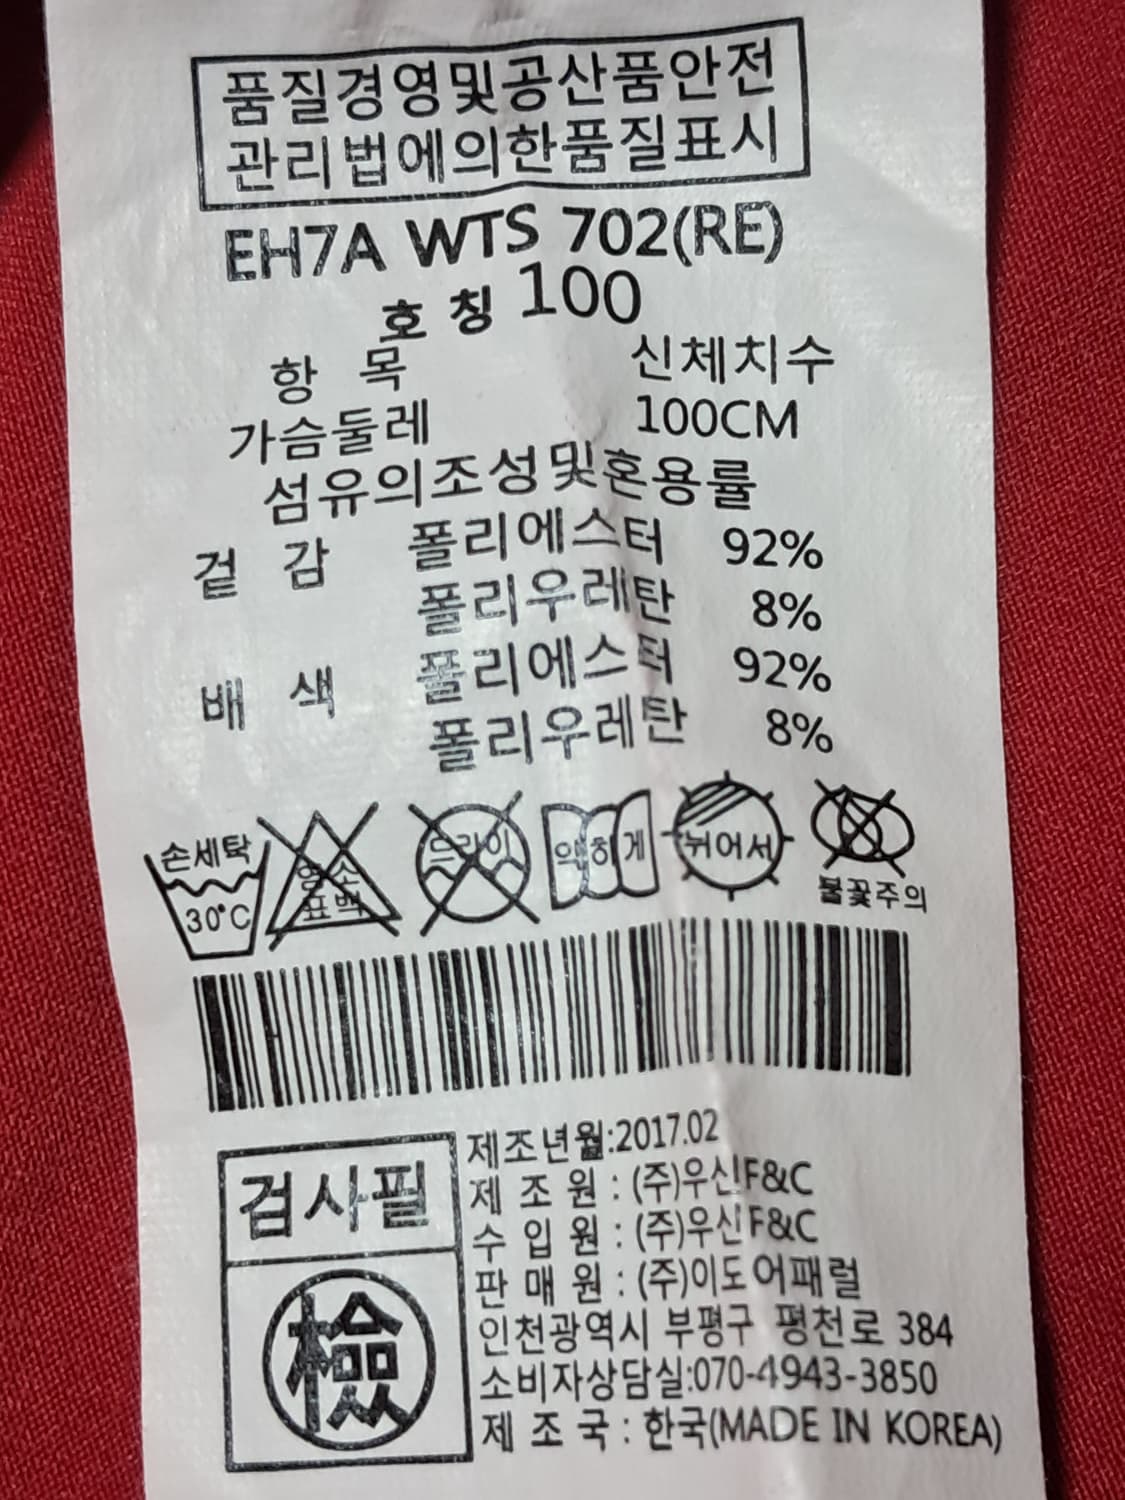 품질경영및공산품안전
관리법에의한품질표시
EH7A WTS 702(RE)
호 칭 100
항 목 신체치수
가슴둘레 100CM
섬유의조성및혼용률
겉 감 폴리에스터 92%
폴리우레탄 8%
배 색 폴리에스터 92%
폴리우레탄 8%
손세탁 30°C
염소 표백
드라이
약하게
뉘어서
불꽃주의
검사필
檢
제조년월:2017.02
제 조 원 : (주)우신F&C
수 입 원 : (주)우신F&C
판 매 원 : (주)이도어패럴
인천광역시 부평구 평천로 384
소비자상담실:070-4943-3850
제 조 국 : 한국(MADE IN KOREA)